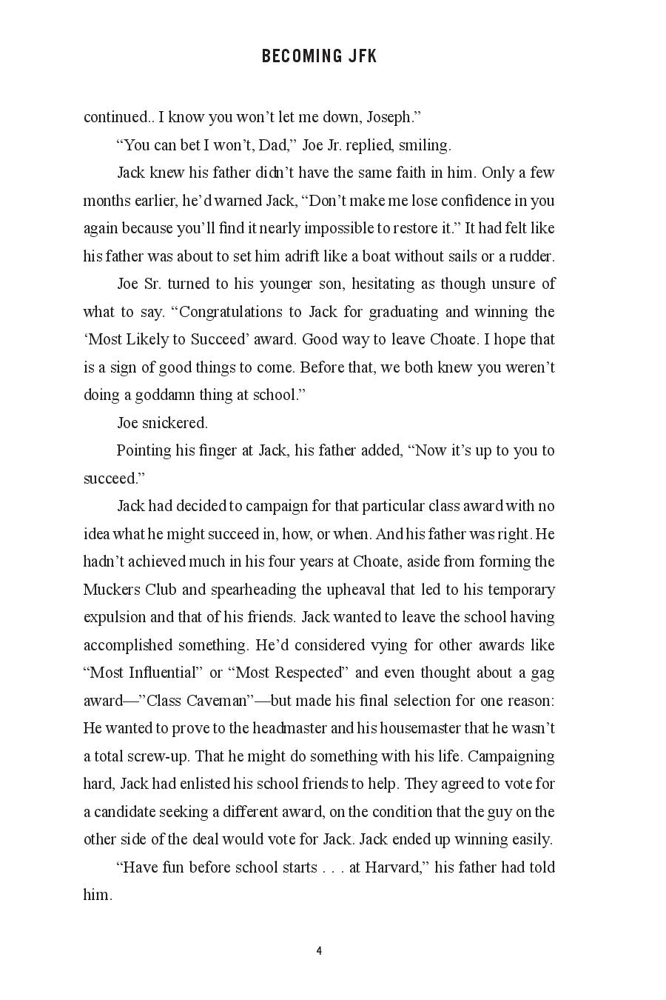 BECOMING JFK
continued.. I know you won’t let me down, Joseph.”
“You can bet I won’t, Dad,” Joe Jr. replied, smiling.
Jack knew his father didn’t have the same faith in him. Only a few
months earlier, he’d warned Jack, “Don’t make me lose confidence in you
again because you’ll find it nearly impossible to restore it.” It had felt like
his father was about to set him adrift like a boat without sails or a rudder.
Joe Sr. turned to his younger son, hesitating as though unsure of
what to say. “Congratulations to Jack for graduating and winning the
‘Most Likely to Succeed’ award. Good way to leave Choate. I hope that
is a sign of good things to come. Before that, we both knew you weren’t
doing a goddamn thing at school.”
Joe snickered.
Pointing his finger at Jack, his father added, “Now it’s up to you to
succeed.”
Jack had decided to campaign for that particular class award with no
idea what he might succeed in, how, or when. And his father was right. He
hadn’t achieved much in his four years at Choate, aside from forming the
Muckers Club and spearheading the upheaval that led to his temporary
expulsion and that of his friends. Jack wanted to leave the school having
accomplished something. He’d considered vying for other awards like
“Most Influential” or “Most Respected” and even thought about a gag
award—”Class Caveman”—but made his final selection for one reason:
He wanted to prove to the headmaster and his housemaster that he wasn’t
a total screw-up. That he might do something with his life. Campaigning
hard, Jack had enlisted his school friends to help. They agreed to vote for
a candidate seeking a different award, on the condition that the guy on the
other side of the deal would vote for Jack. Jack ended up winning easily.
“Have fun before school starts . . . at Harvard,” his father had told
him.
4